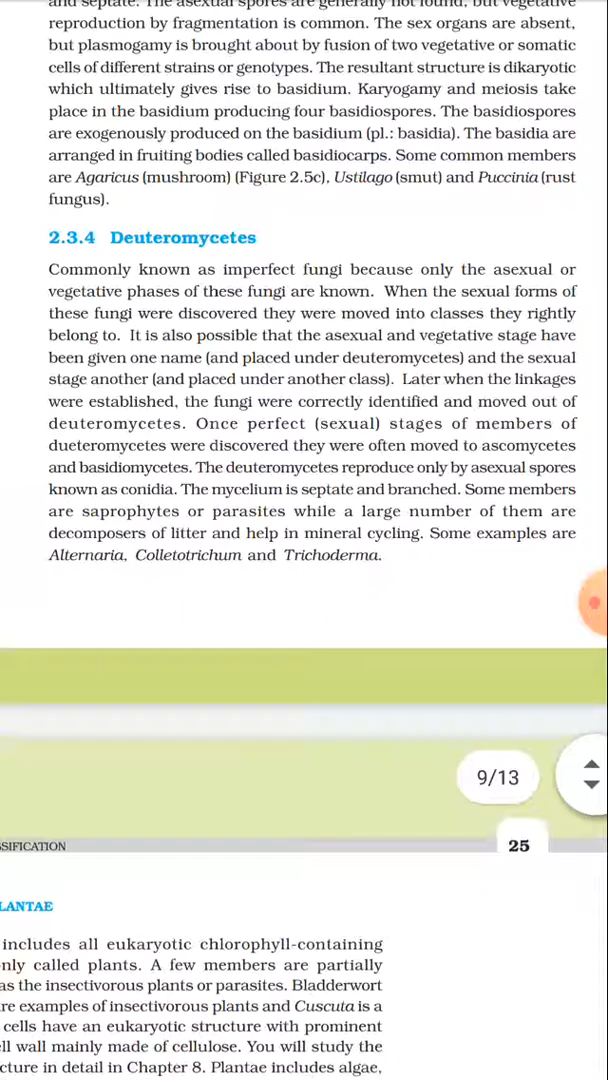 and septate. The asexual spores are generally not found, but vegetative
reproduction by fragmentation is common. The sex organs are absent,
but plasmogamy is brought about by fusion of two vegetative or somatic
cells of different strains or genotypes. The resultant structure is dikaryotic
which ultimately gives rise to basidium. Karyogamy and meiosis take
place in the basidium producing four basidiospores. The basidiospores
are exogenously produced on the basidium (pl.: basidia). The basidia are
arranged in fruiting bodies called basidiocarps. Some common members
are Agaricus (mushroom) (Figure 2.5c), Ustilago (smut) and Puccinia (rust
fungus).
2.3.4 Deuteromycetes
Commonly known as imperfect fungi because only the asexual or
vegetative phases of these fungi are known. When the sexual forms of
these fungi were discovered they were moved into classes they rightly
belong to. It is also possible that the asexual and vegetative stage have
been given one name (and placed under deuteromycetes) and the sexual
stage another (and placed under another class). Later when the linkages
were established, the fungi were correctly identified and moved out of
deuteromycetes. Once perfect (sexual) stages of members of
dueteromycetes were discovered they were often moved to ascomycetes
and basidiomycetes. The deuteromycetes reproduce only by asexual spores
known as conidia. The mycelium is septate and branched. Some members
are saprophytes or parasites while a large number of them are
decomposers of litter and help in mineral cycling. Some examples are
Alternaria, Colletotrichum and Trichoderma.
9/13
SSIFICATION
25
LANTAE
includes all eukaryotic chlorophyll-containing
nly called plants. A few members are partially
as the insectivorous plants or parasites. Bladderwort
re examples of insectivorous plants and Cuscuta is a
cells have an eukaryotic structure with prominent
ll wall mainly made of cellulose. You will study the
cture in detail in Chapter 8. Plantae includes algae,